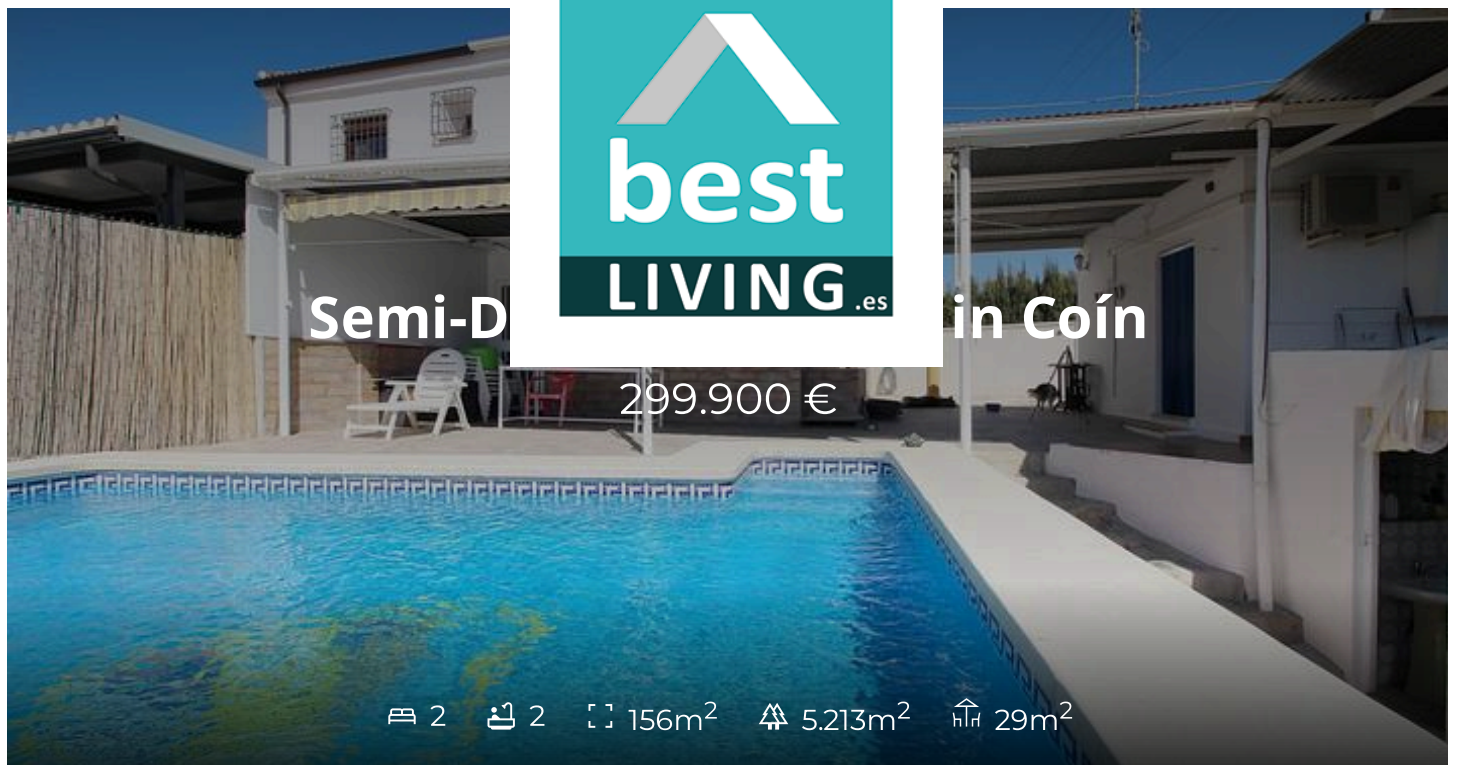 best
LIVING.es
Semi-D in Coín
299.900 €
2 2 156m² 5.213m² 29m²